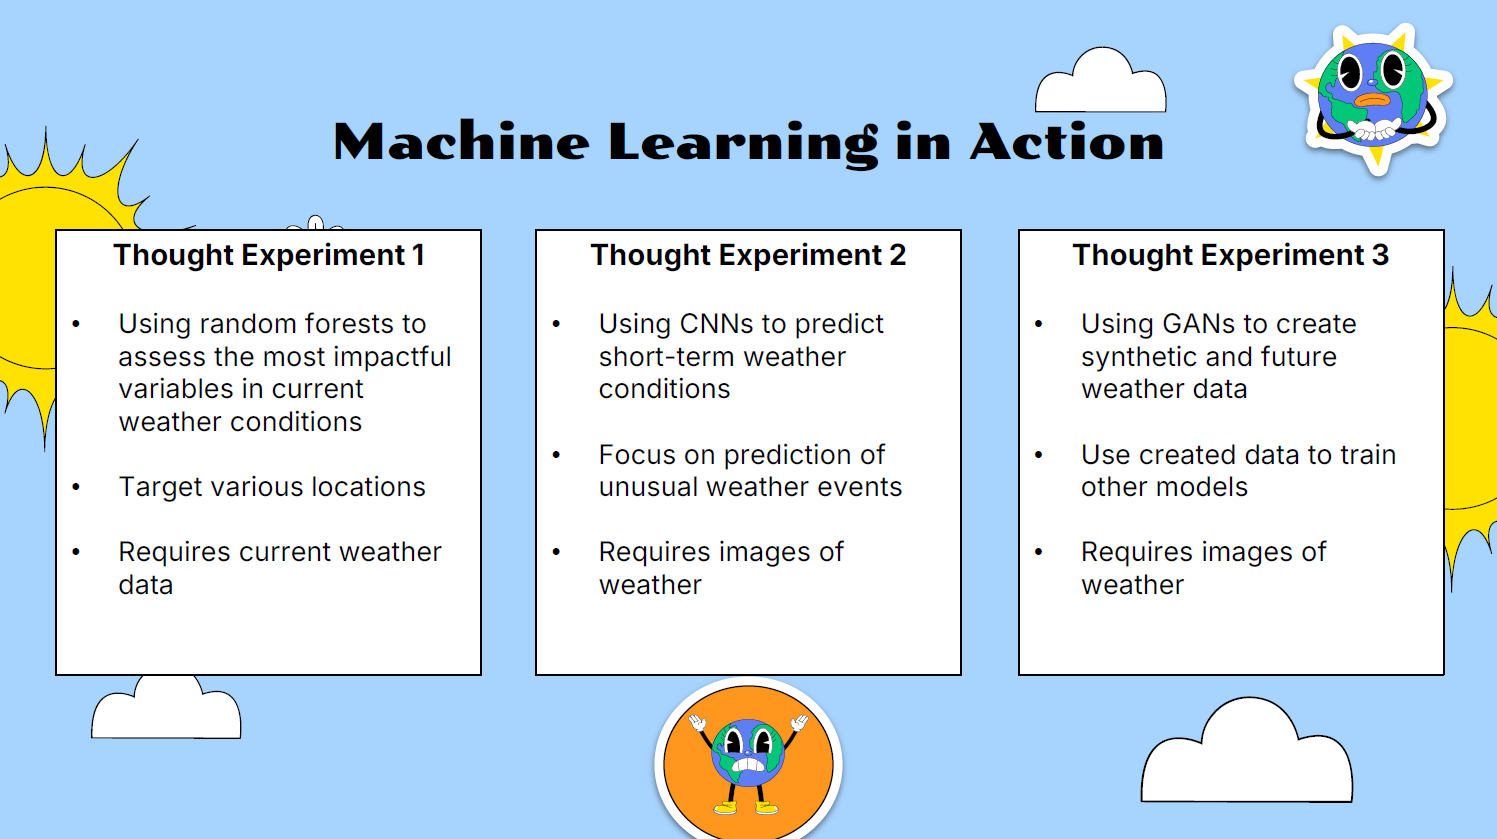 Machine Learning in Action
Thought Experiment 1
• Using random forests to
assess the most impactful
variables in current
weather conditions
• Target various locations
• Requires current weather
data
Thought Experiment 2
• Using CNNs to predict
short-term weather
conditions
• Focus on prediction of
unusual weather events
• Requires images of
weather
Thought Experiment 3
• Using GANs to create
synthetic and future
weather data
• Use created data to train
other models
• Requires images of
weather